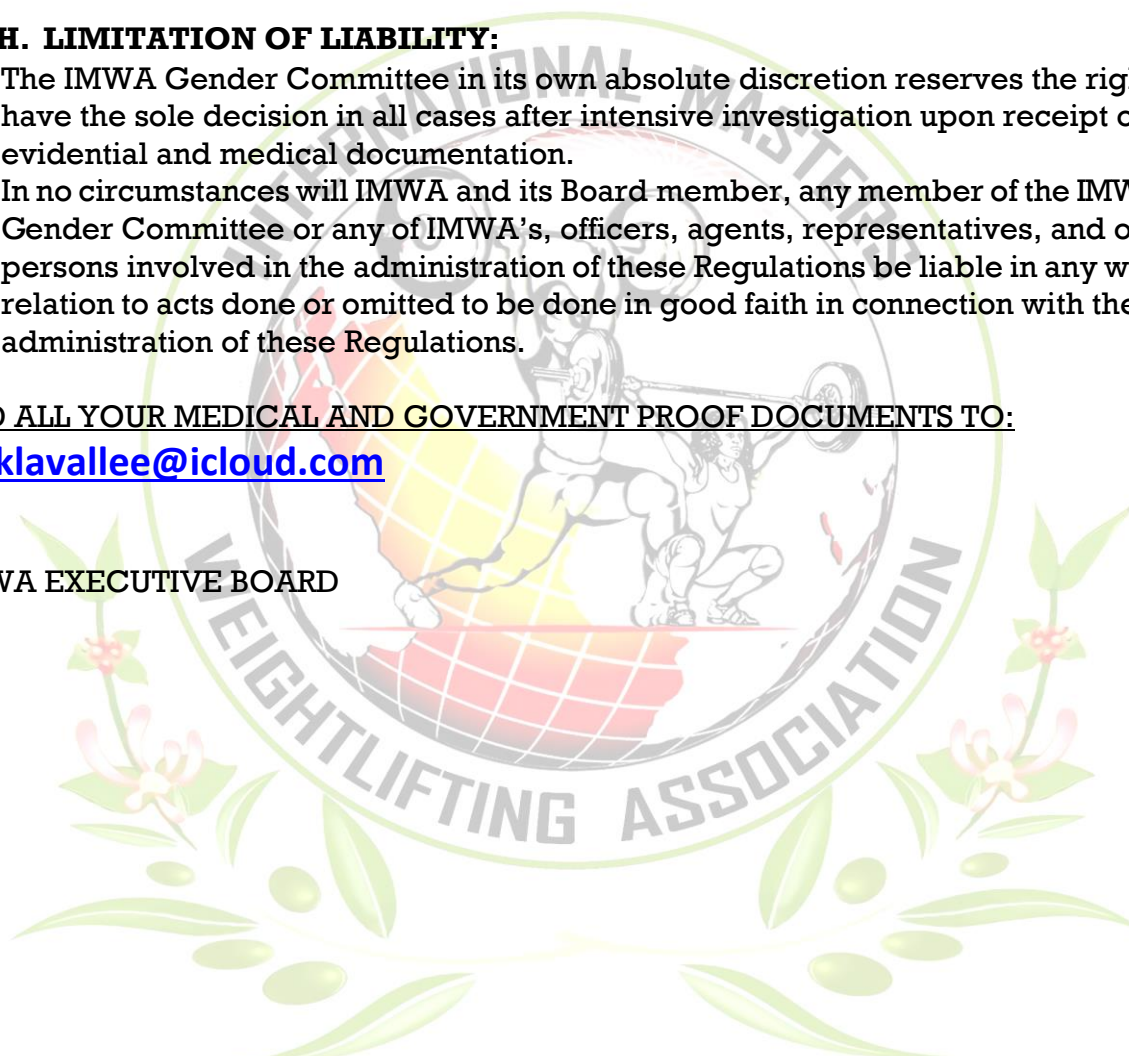 H. LIMITATION OF LIABILITY:
The IMWA Gender Committee in its own absolute discretion reserves the rig
have the sole decision in all cases after intensive investigation upon receipt o
evidential and medical documentation.
In no circumstances will IMWA and its Board member, any member of the IMW
Gender Committee or any of IMWA's, officers, agents, representatives, and o
persons involved in the administration of these Regulations be liable in any w
relation to acts done or omitted to be done in good faith in connection with the
administration of these Regulations.
D ALL YOUR MEDICAL AND GOVERNMENT PROOF DOCUMENTS TO:
klavallee@icloud.com
WA EXECUTIVE BOARD
INTERNATIONAL MASTERS
WEIGHTLIFTING ASSOCIATION